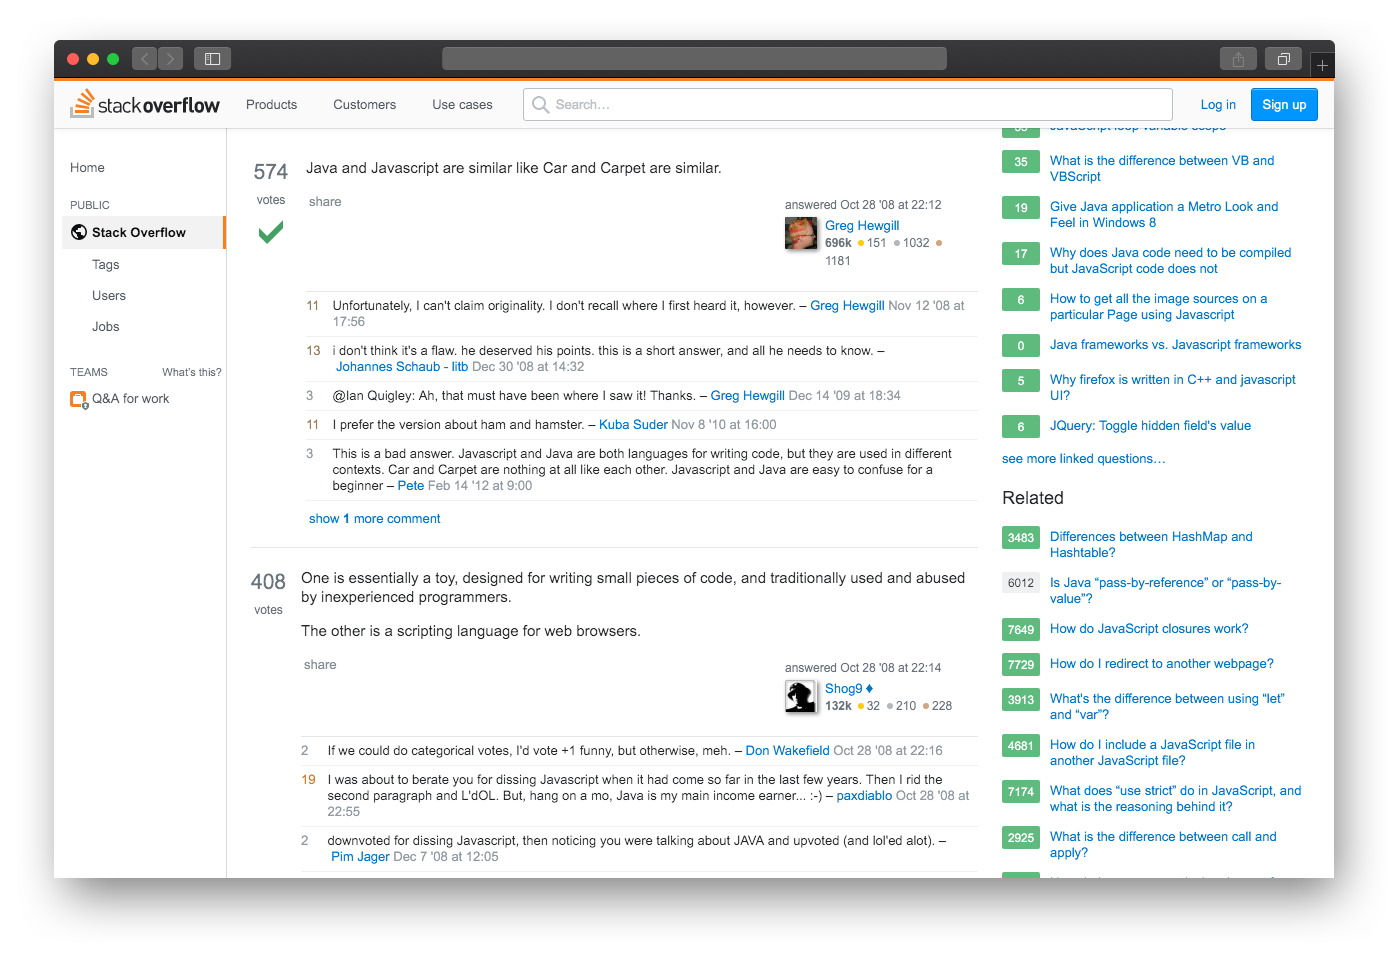 stackoverflow
Products
Customers
Use cases
Search...
Log in
Sign up
Home
PUBLIC
Stack Overflow
Tags
Users
Jobs
TEAMS
What's this?
Q&A for work
574
votes
Java and Javascript are similar like Car and Carpet are similar.
share
answered Oct 28 '08 at 22:12
Greg Hewgill
696k 151 1032
1181
11 Unfortunately, I can't claim originality. I don't recall where I first heard it, however. – Greg Hewgill Nov 12 '08 at
17:56
13 i don't think it's a flaw. he deserved his points. this is a short answer, and all he needs to know. –
Johannes Schaub - litb Dec 30 '08 at 14:32
3 @Ian Quigley: Ah, that must have been where I saw it! Thanks. – Greg Hewgill Dec 14 '09 at 18:34
11 I prefer the version about ham and hamster. – Kuba Suder Nov 8 '10 at 16:00
3 This is a bad answer. Javascript and Java are both languages for writing code, but they are used in different
contexts. Car and Carpet are nothing at all like each other. Javascript and Java are easy to confuse for a
beginner – Pete Feb 14 '12 at 9:00
show 1 more comment
408
votes
One is essentially a toy, designed for writing small pieces of code, and traditionally used and abused
by inexperienced programmers.
The other is a scripting language for web browsers.
share
answered Oct 28 '08 at 22:14
Shog9 ♦
132k 32 210 228
2 If we could do categorical votes, I'd vote +1 funny, but otherwise, meh. – Don Wakefield Oct 28 '08 at 22:16
19 I was about to berate you for dissing Javascript when it had come so far in the last few years. Then I rid the
second paragraph and L'dOL. But, hang on a mo, Java is my main income earner... :-) – paxdiablo Oct 28 '08 at
22:55
2 downvoted for dissing Javascript, then noticing you were talking about JAVA and upvoted (and lol'ed alot). –
Pim Jager Dec 7 '08 at 12:05
JavaScript loop variable scope
35 What is the difference between VB and
VBScript
19 Give Java application a Metro Look and
Feel in Windows 8
17 Why does Java code need to be compiled
but JavaScript code does not
6 How to get all the image sources on a
particular Page using Javascript
0 Java frameworks vs. Javascript frameworks
5 Why firefox is written in C++ and javascript
UI?
6 JQuery: Toggle hidden field's value
see more linked questions…
Related
3483 Differences between HashMap and
Hashtable?
6012 Is Java “pass-by-reference” or “pass-by-
value”?
7649 How do JavaScript closures work?
7729 How do I redirect to another webpage?
3913 What's the difference between using “let”
and “var”?
4681 How do I include a JavaScript file in
another JavaScript file?
7174 What does “use strict” do in JavaScript, and
what is the reasoning behind it?
2925 What is the difference between call and
apply?